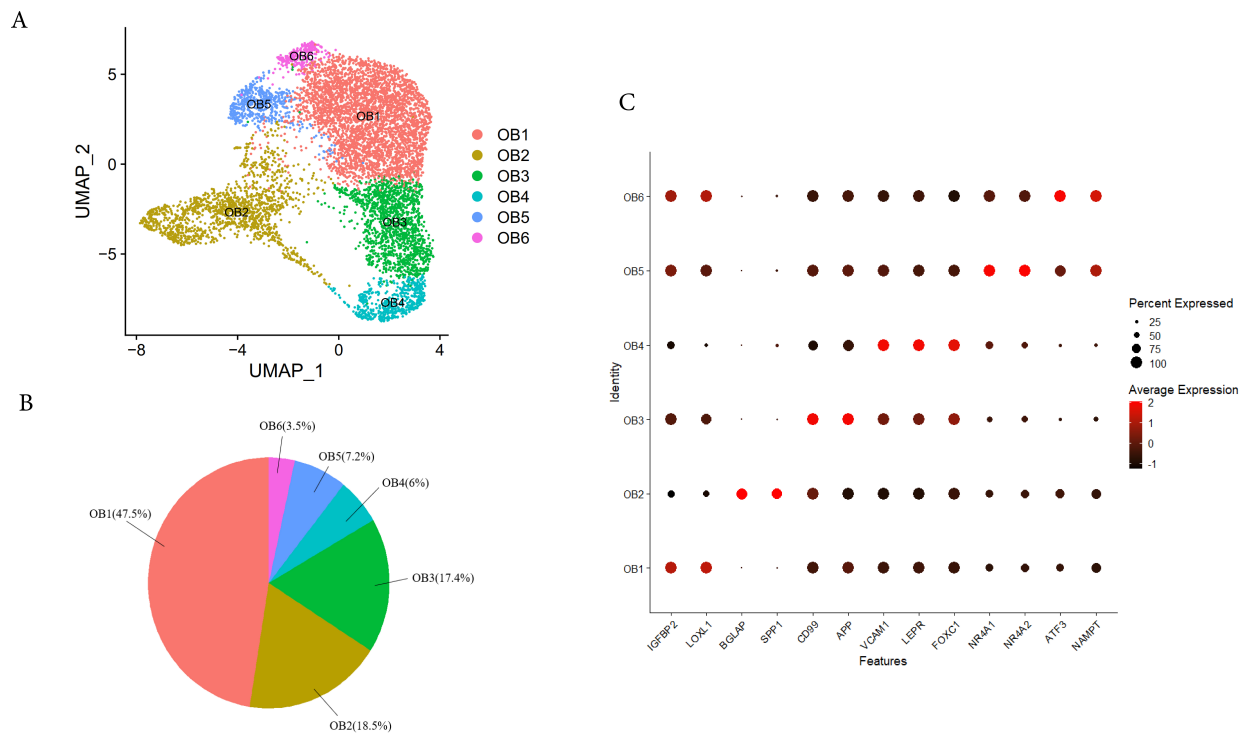 A
UMAP_2
5
0
−5
−8
−4
0
4
UMAP_1
OB6
OB5
OB1
OB2
OB3
OB4
OB1
OB2
OB3
OB4
OB5
OB6
B
OB6(3.5%)
OB5(7.2%)
OB4(6%)
OB1(47.5%)
OB3(17.4%)
OB2(18.5%)
C
Identity
OB6
OB5
OB4
OB3
OB2
OB1
IGFBP2
LOXL1
BGLAP
SPP1
CD99
APP
VCAM1
LEPR
FOXC1
NR4A1
NR4A2
ATF3
NAMPT
Features
Percent Expressed
25
50
75
100
Average Expression
2
1
0
-1